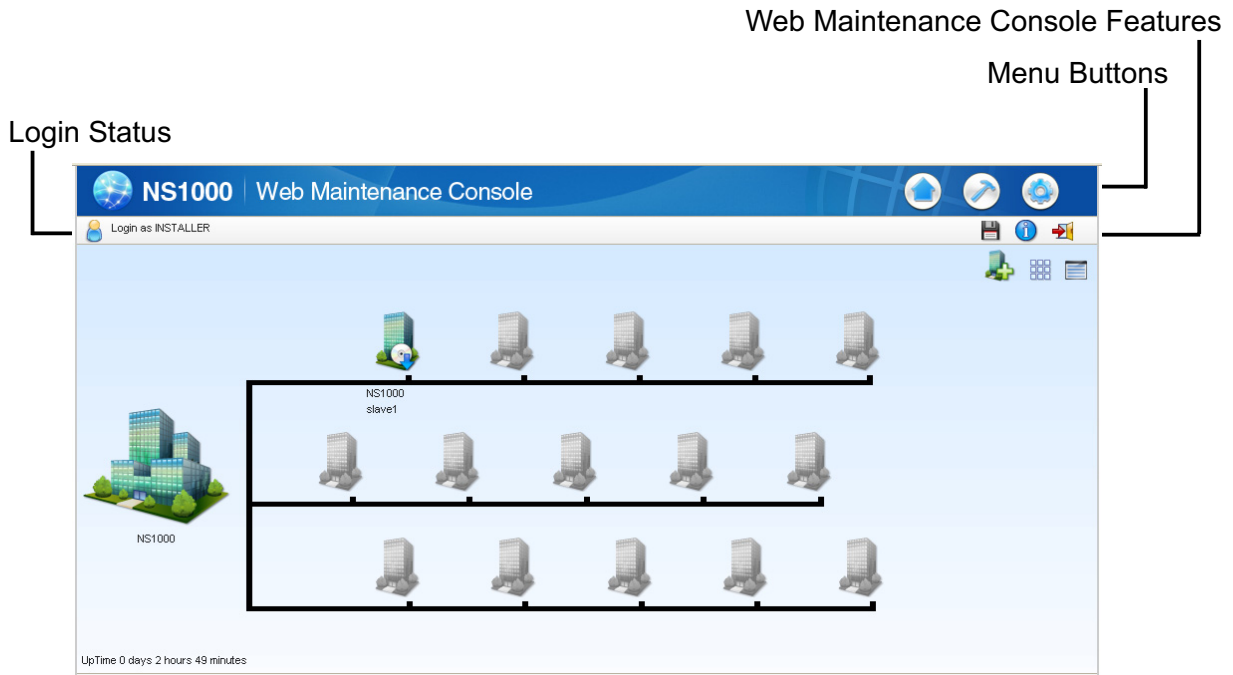 Web Maintenance Console Features
Menu Buttons
Login Status
NS1000 Web Maintenance Console
Login as INSTALLER
NS1000
slave1
NS1000
UpTime 0 days 2 hours 49 minutes